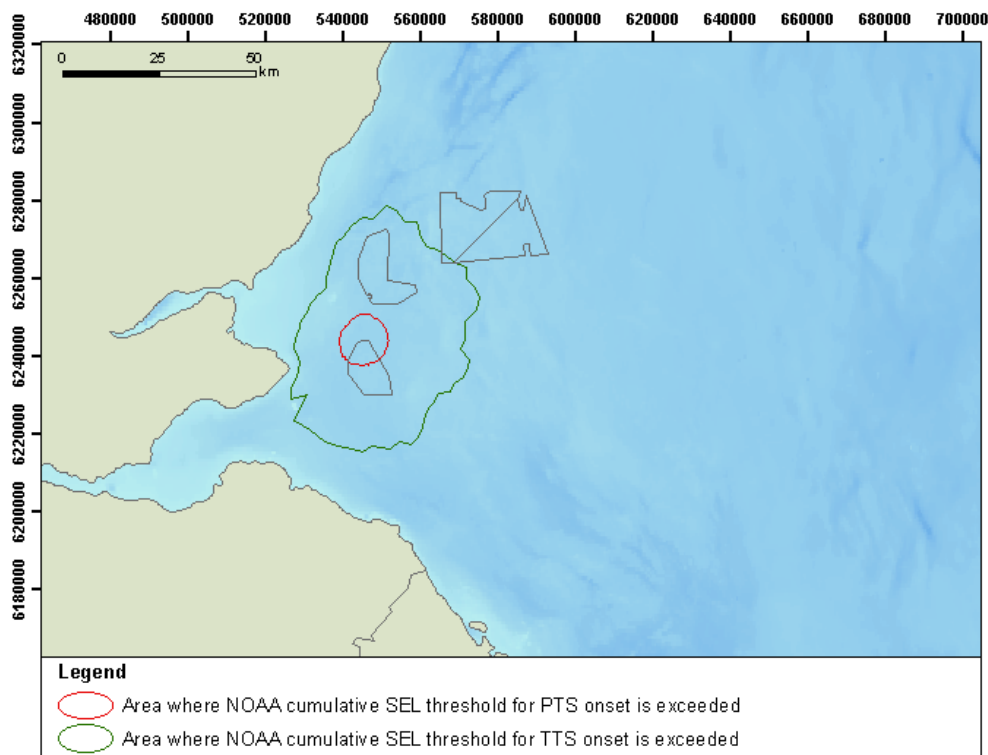 480000 500000 520000 540000 560000 580000 600000 620000 640000 660000 680000 700000
6320000
6300000
6280000
6260000
6240000
6220000
6200000
6180000
0 25 50
km
Legend
Area where NOAA cumulative SEL threshold for PTS onset is exceeded
Area where NOAA cumulative SEL threshold for TTS onset is exceeded